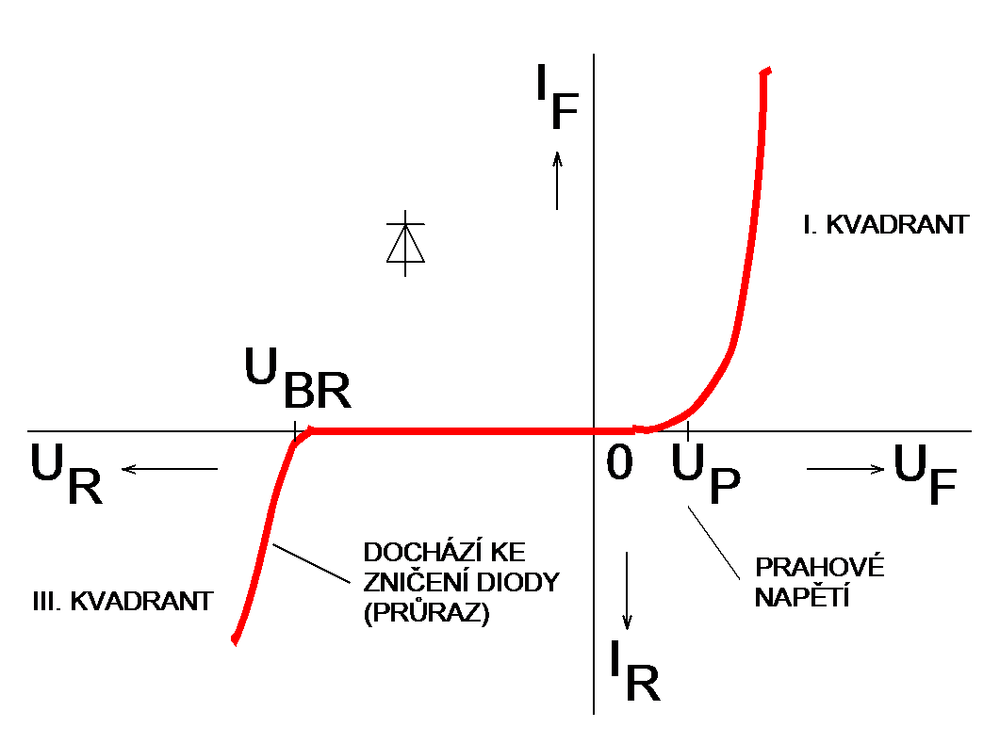 I F
I. KVADRANT
U BR
U R
0
U P
U F
DOCHÁZÍ KE
ZNIČENÍ DIODY
(PRŮRAZ)
PRAHOVÉ
NAPĚTÍ
III. KVADRANT
I R